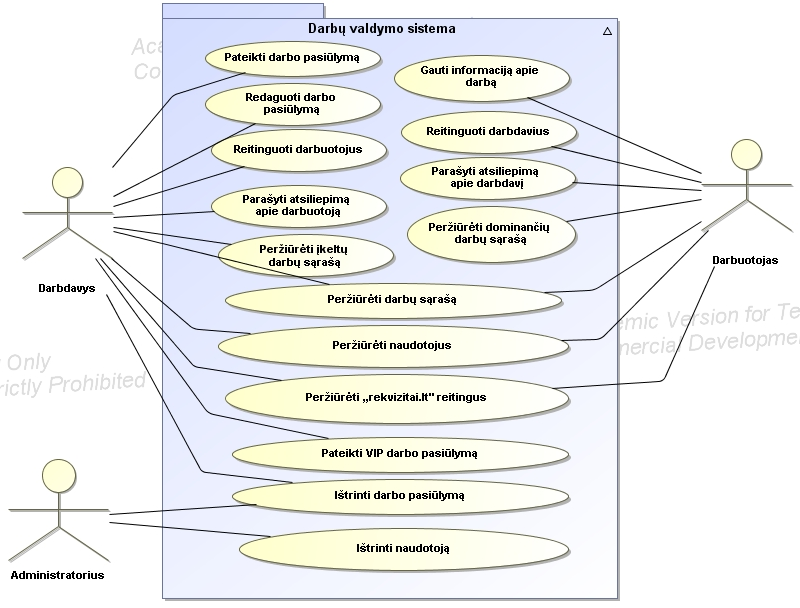 Darbų valdymo sistema
Aca
Co
Pateikti darbo pasiūlymą
Gauti informaciją apie
darbą
Redaguoti darbo
pasiūlymą
Reitinguoti darbuotojus
Reitinguoti darbdavius
Parašyti atsiliepimą
apie darbdavį
Parašyti atsiliepimą
apie darbuotoją
Peržiūrėti dominančių
darbų sąrašą
Peržiūrėti įkeltų
darbų sąrašą
Darbdavys
Darbuotojas
Peržiūrėti darbų sąrašą
Peržiūrėti naudotojus
emic Version for Te
mercial Developmen
Only
rictly Prohibited
Peržiūrėti „rekvizitai.lt" reitingus
Pateikti VIP darbo pasiūlymą
Ištrinti darbo pasiūlymą
Ištrinti naudotoją
Administratorius